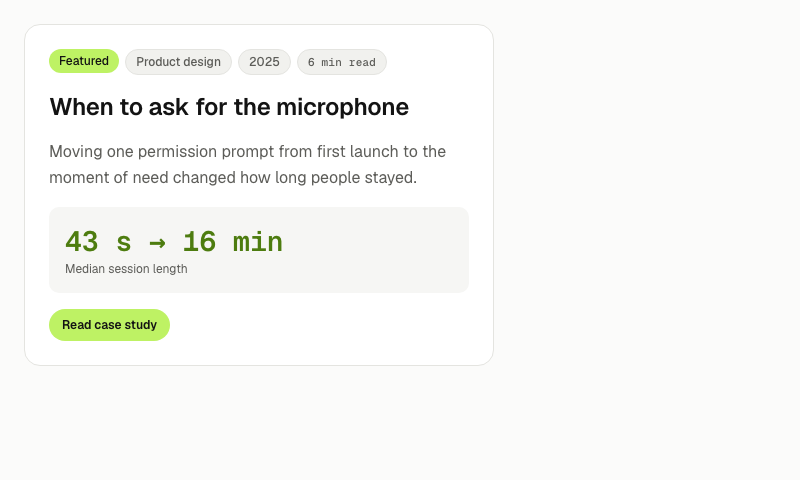 Featured Product design 2025 6 min read
When to ask for the microphone
Moving one permission prompt from first launch to the
moment of need changed how long people stayed.
43 s → 16 min
Median session length
Read case study